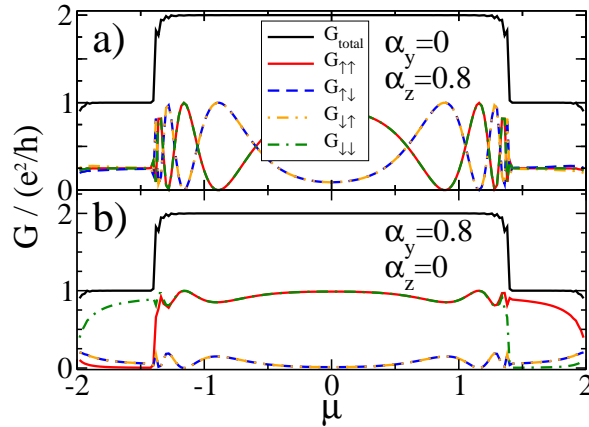 a)
G_total
G_↑↑
G_↑↓
G_↓↑
G_↓↓
α_y=0
α_z=0.8
2
1
0
b)
α_y=0.8
α_z=0
2
1
0
G / (e²/h)
-2 -1 0 1 2
μ